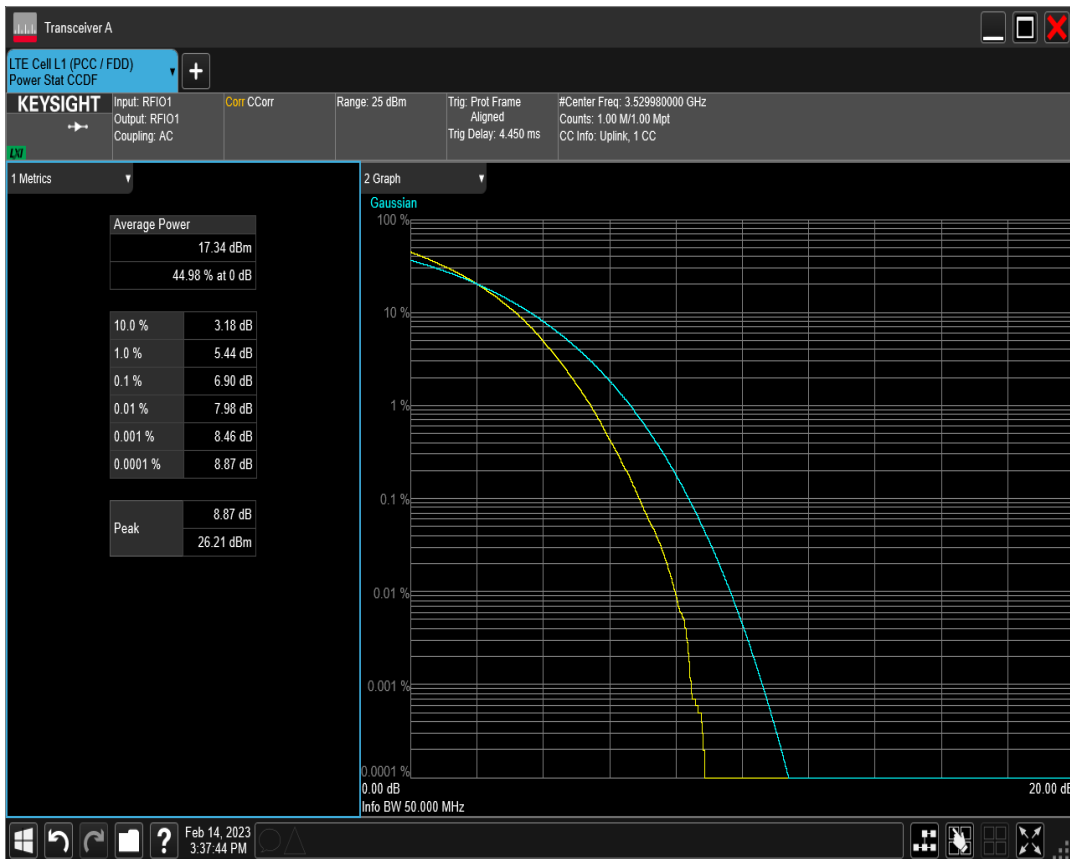 Transceiver A
LTE Cell L1 (PCC / FDD)
Power Stat CCDF
KEYSIGHT
LXI
Input: RFIO1
Output: RFIO1
Coupling: AC
Corr CCorr
Range: 25 dBm
Trig: Prot Frame
Aligned
Trig Delay: 4.450 ms
#Center Freq: 3.529980000 GHz
Counts: 1.00 M/1.00 Mpt
CC Info: Uplink, 1 CC
1 Metrics
Average Power
17.34 dBm
44.98 % at 0 dB
10.0 % 3.18 dB
1.0 % 5.44 dB
0.1 % 6.90 dB
0.01 % 7.98 dB
0.001 % 8.46 dB
0.0001 % 8.87 dB
Peak
8.87 dB
26.21 dBm
2 Graph
Gaussian
100 %
10 %
1 %
0.1 %
0.01 %
0.001 %
0.0001 %
0.00 dB
20.00 dB
Info BW 50.000 MHz
?
Feb 14, 2023
3:37:44 PM